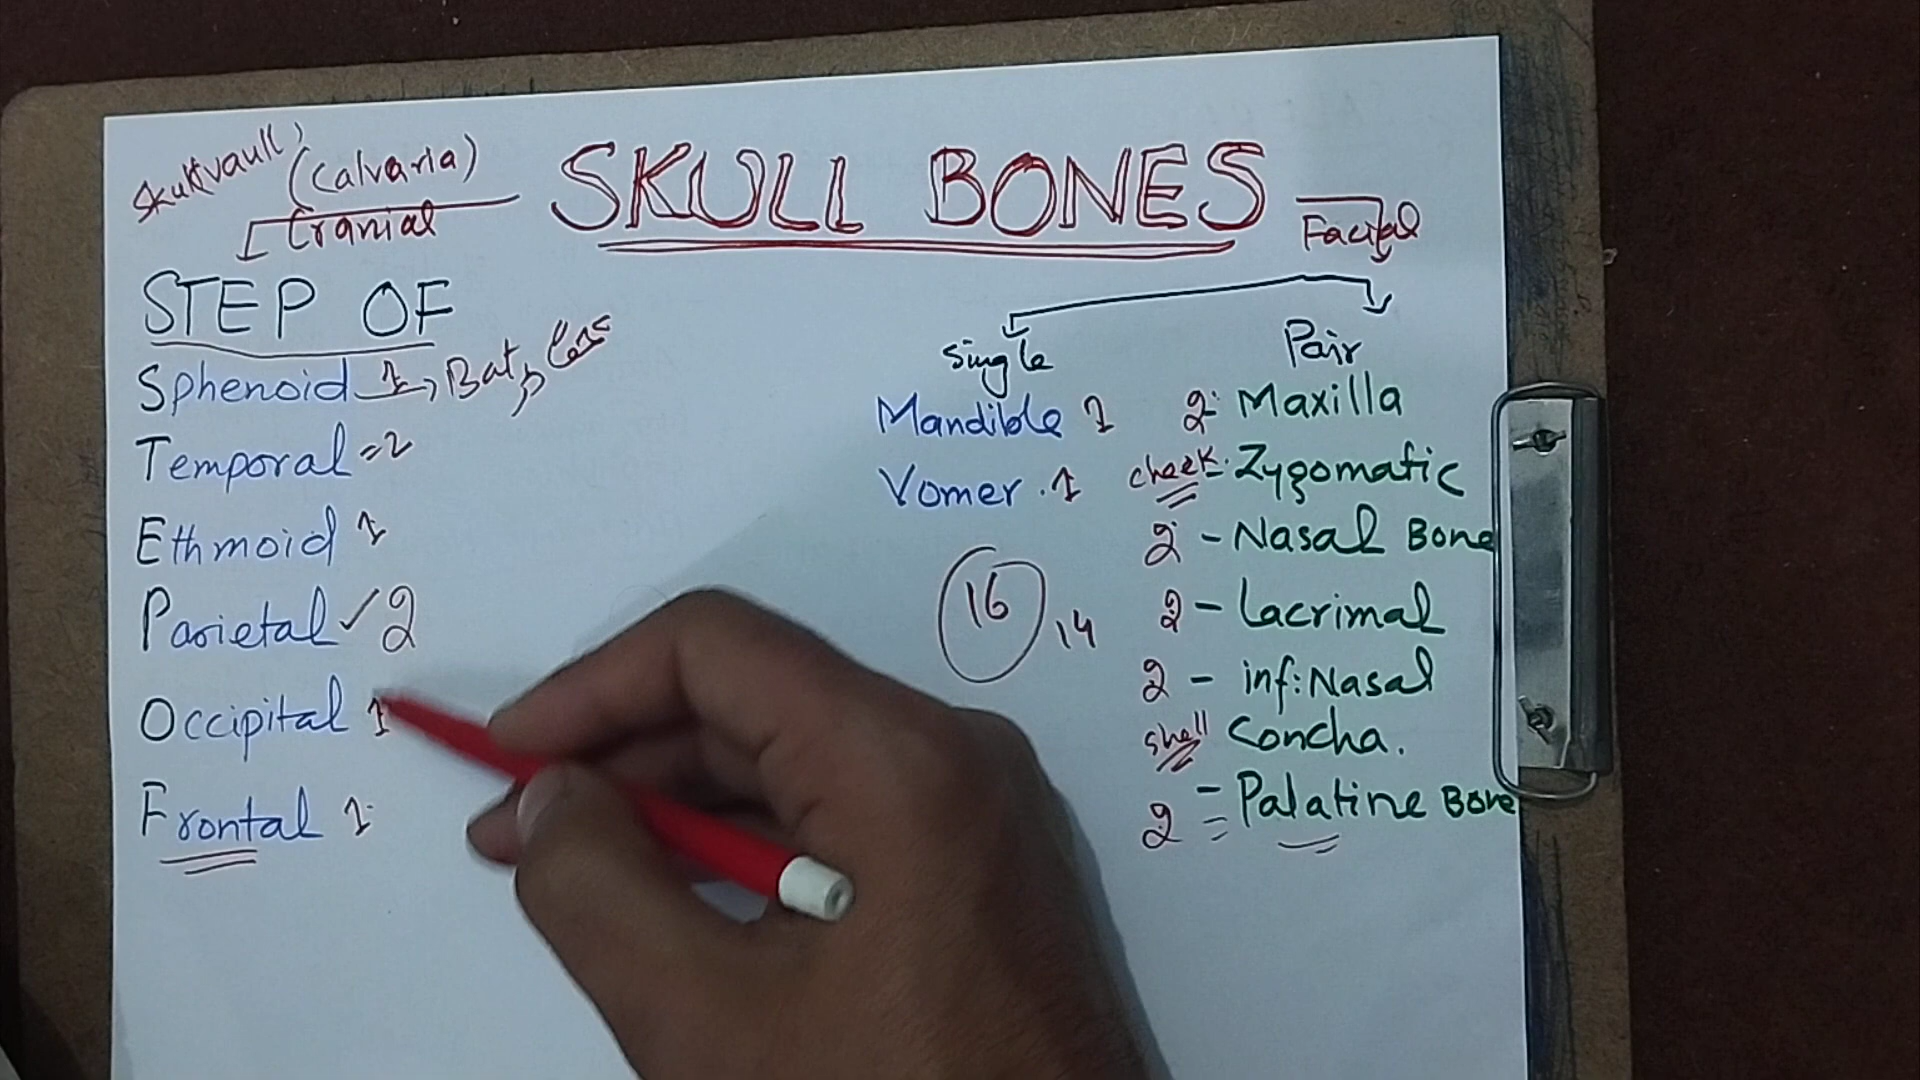 Skull vault
(Calvaria)
SKULL BONES
Cranial
Facial
STEP OF
Sphenoid 1 Bat,
Temporal = 2
Ethmoid 1
Parietal ✓ 2
Occipital 1
Frontal 1
Single
Mandible 1
Vomer . 1
16
14
Pair
2 Maxilla
cheek - Zygomatic
2 - Nasal Bone
2 - Lacrimal
2 - inf: Nasal
shell Concha.
2 - Palatine Bone